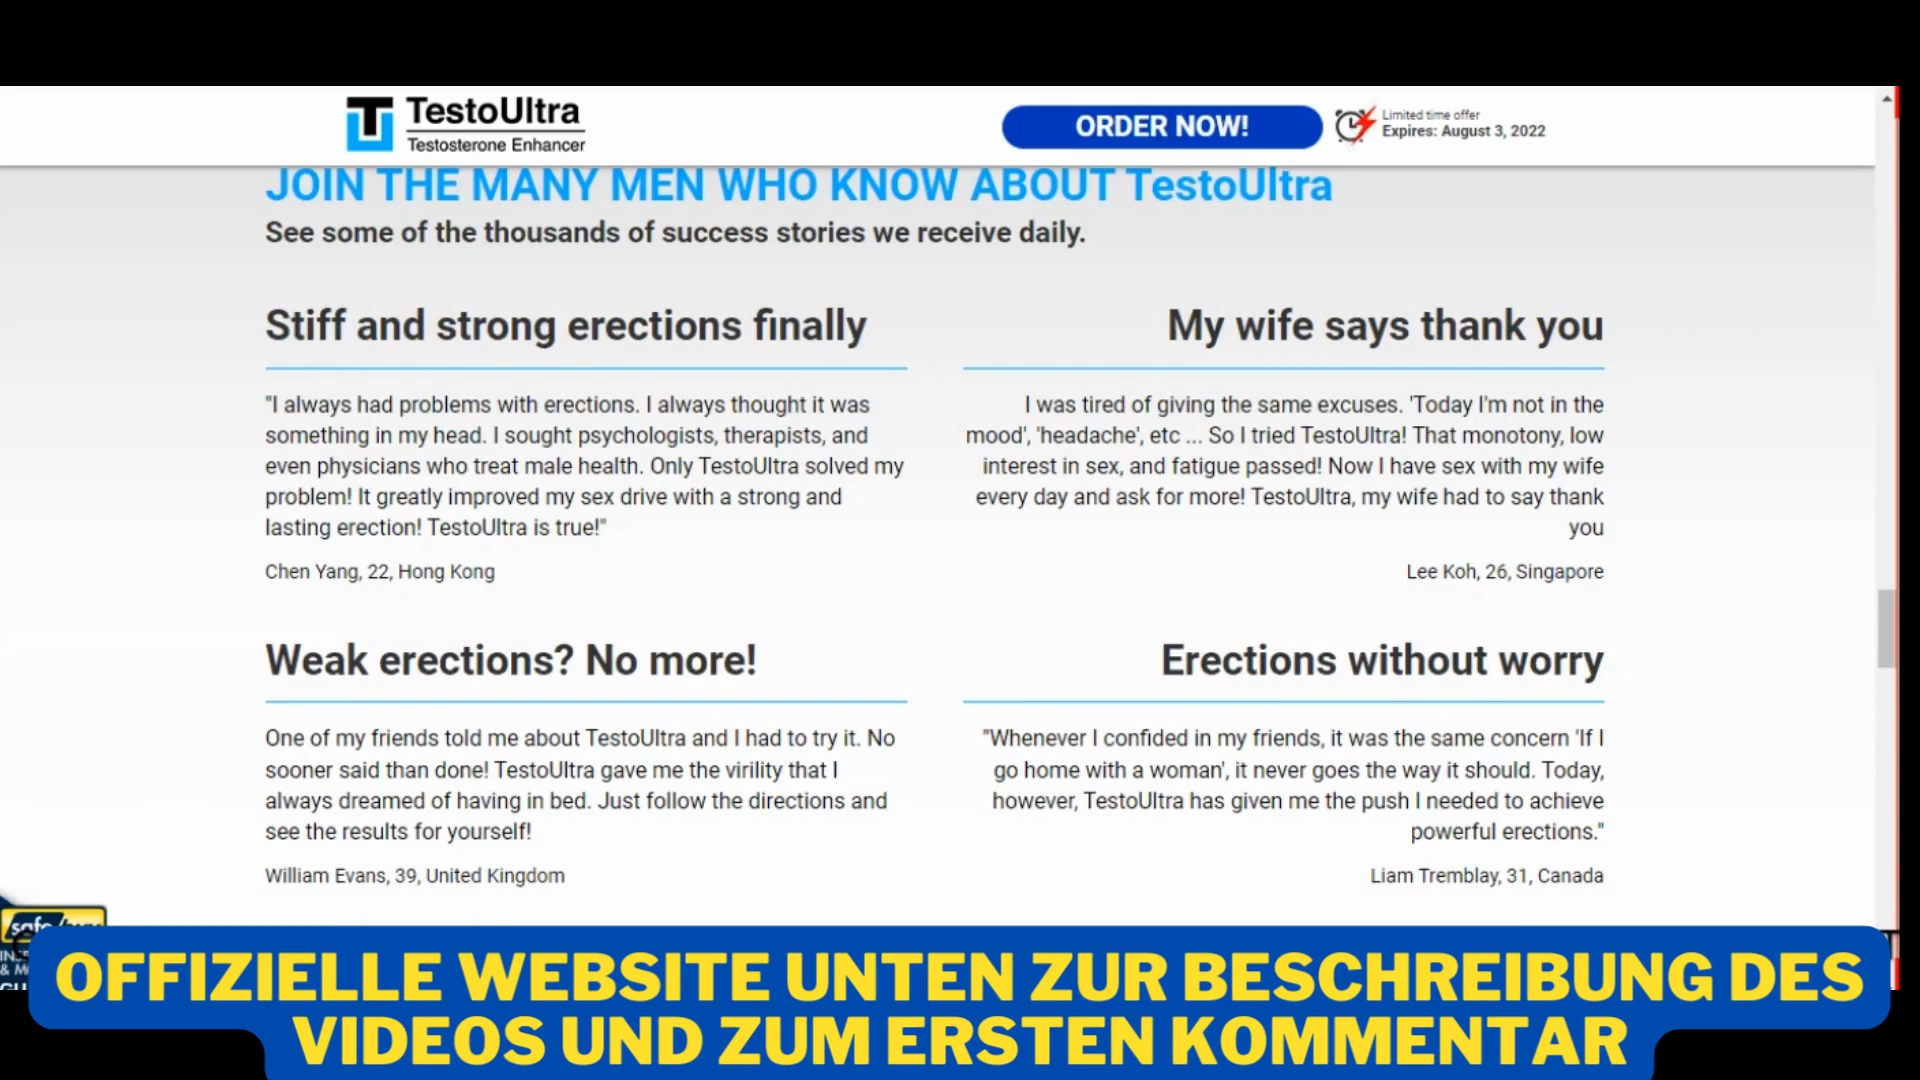 TestoUltra
Testosterone Enhancer
ORDER NOW!
Limited time offer
Expires: August 3, 2022
JOIN THE MANY MEN WHO KNOW ABOUT TestoUltra
See some of the thousands of success stories we receive daily.
Stiff and strong erections finally
"I always had problems with erections. I always thought it was
something in my head. I sought psychologists, therapists, and
even physicians who treat male health. Only TestoUltra solved my
problem! It greatly improved my sex drive with a strong and
lasting erection! TestoUltra is true!"
Chen Yang, 22, Hong Kong
My wife says thank you
I was tired of giving the same excuses. 'Today I'm not in the
mood', 'headache', etc ... So I tried TestoUltra! That monotony, low
interest in sex, and fatigue passed! Now I have sex with my wife
every day and ask for more! TestoUltra, my wife had to say thank
you
Lee Koh, 26, Singapore
Weak erections? No more!
One of my friends told me about TestoUltra and I had to try it. No
sooner said than done! TestoUltra gave me the virility that I
always dreamed of having in bed. Just follow the directions and
see the results for yourself!
William Evans, 39, United Kingdom
Erections without worry
"Whenever I confided in my friends, it was the same concern 'If I
go home with a woman', it never goes the way it should. Today,
however, TestoUltra has given me the push I needed to achieve
powerful erections."
Liam Tremblay, 31, Canada
OFFIZIELLE WEBSITE UNTEN ZUR BESCHREIBUNG DES
VIDEOS UND ZUM ERSTEN KOMMENTAR